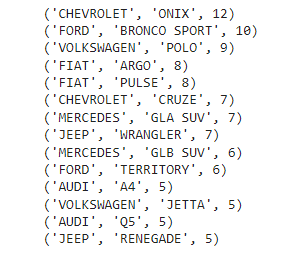 ('CHEVROLET', 'ONIX', 12)
('FORD', 'BRONCO SPORT', 10)
('VOLKSWAGEN', 'POLO', 9)
('FIAT', 'ARGO', 8)
('FIAT', 'PULSE', 8)
('CHEVROLET', 'CRUZE', 7)
('MERCEDES', 'GLA SUV', 7)
('JEEP', 'WRANGLER', 7)
('MERCEDES', 'GLB SUV', 6)
('FORD', 'TERRITORY', 6)
('AUDI', 'A4', 5)
('VOLKSWAGEN', 'JETTA', 5)
('AUDI', 'Q5', 5)
('JEEP', 'RENEGADE', 5)